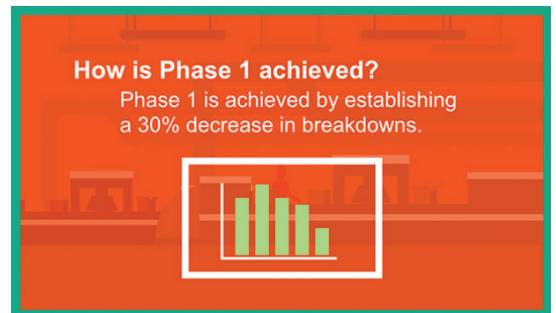 How is Phase 1 achieved?
Phase 1 is achieved by establishing
a 30% decrease in breakdowns.